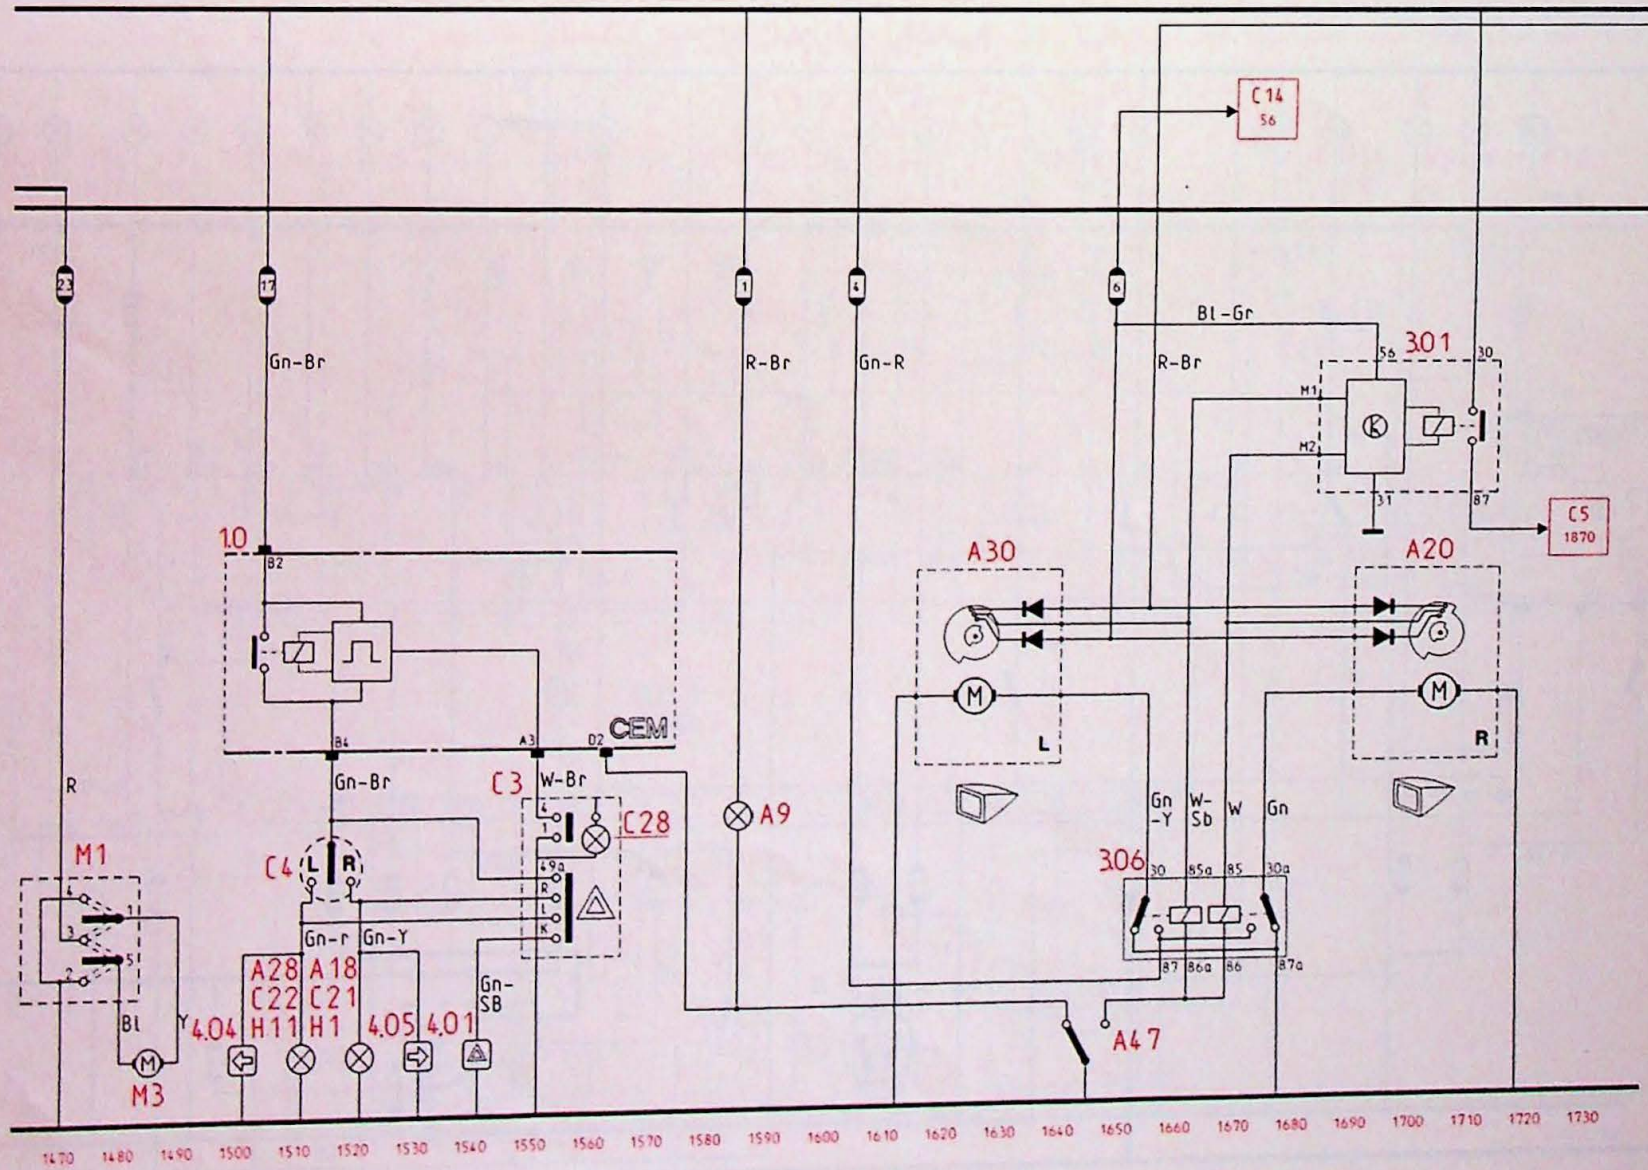 C14
56
23
17
1
4
6
Bl-Gr
Gn-Br
R-Br
Gn-R
R-Br
56
3.01
30
M1
K
M2
31
87
C5
1870
1.0
B2
A30
A20
CEM
B4
A3
D2
M
L
M
R
R
Gn-Br
C3
W-Br
4
1
C28
A9
Gn
-Y
W-
Sb
W
Gn
M1
C4
L
R
49a
R
L
K
3.06
30
85a
85
30a
4
1
3
5
2
Gn-r
Gn-Y
87
86a
86
87a
A28
A18
C22
C21
H11
H1
Gn-
SB
Bl
Y
4.04
4.05
4.01
A47
M
M3
1470
1480
1490
1500
1510
1520
1530
1540
1550
1560
1570
1580
1590
1600
1610
1620
1630
1640
1650
1660
1670
1680
1690
1700
1710
1720
1730